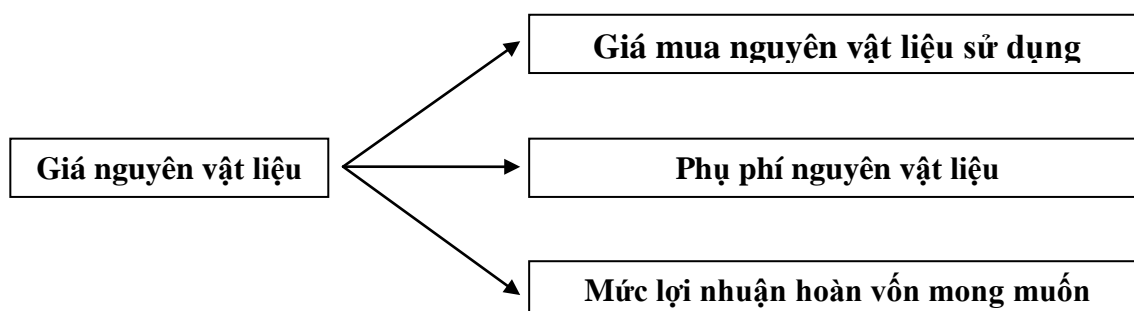 Giá mua nguyên vật liệu sử dụng
Giá nguyên vật liệu
Phụ phí nguyên vật liệu
Mức lợi nhuận hoàn vốn mong muốn